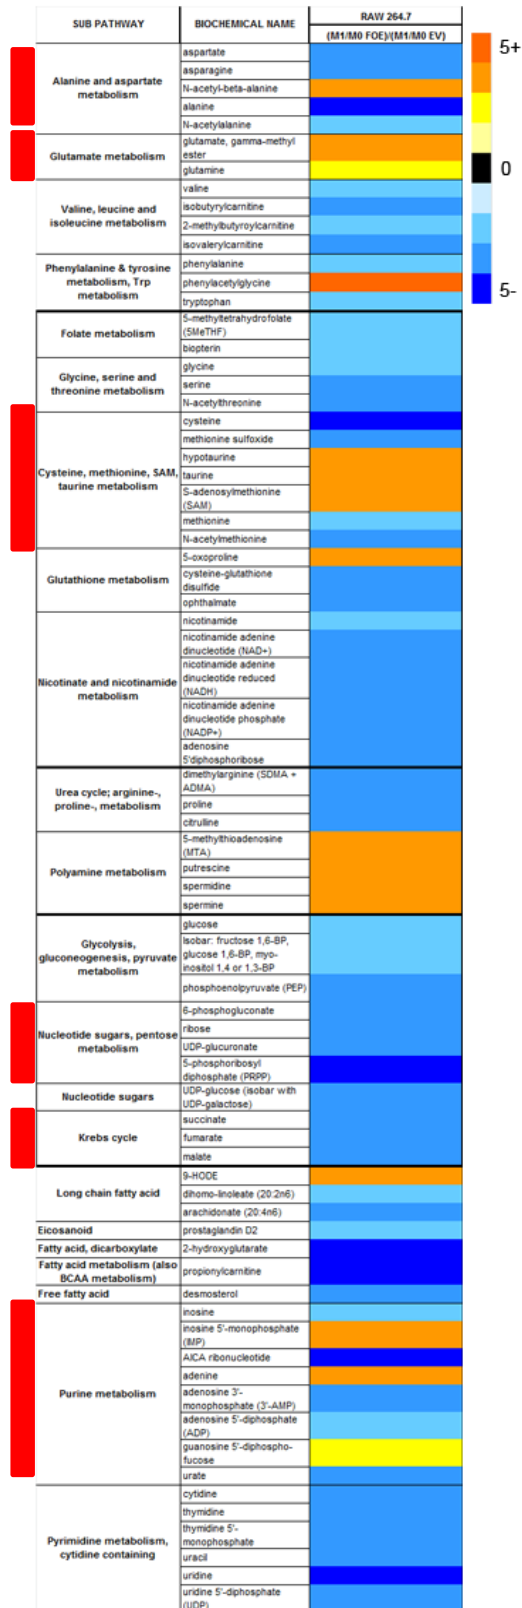 SUB PATHWAY
BIOCHEMICAL NAME
RAW 264.7
(M1/M0 FOE)/(M1/M0 EV)
5+
0
5-
Alanine and aspartate
metabolism
aspartate
asparagine
N-acetyl-beta-alanine
alanine
N-acetylalanine
Glutamate metabolism
glutamate, gamma-methyl
ester
glutamine
Valine, leucine and
isoleucine metabolism
valine
isobutyrylcarnitine
2-methylbutyroylcarnitine
isovalerylcarnitine
Phenylalanine & tyrosine
metabolism, Trp
metabolism
phenylalanine
phenylacetylglycine
tryptophan
Folate metabolism
5-methyltetrahydrofolate
(5MeTHF)
biopterin
Glycine, serine and
threonine metabolism
glycine
serine
N-acetylthreonine
Cysteine, methionine, SAM,
taurine metabolism
cysteine
methionine sulfoxide
hypotaurine
taurine
S-adenosylmethionine
(SAM)
methionine
N-acetylmethionine
Glutathione metabolism
5-oxoproline
cysteine-glutathione
disulfide
ophthalmate
Nicotinate and nicotinamide
metabolism
nicotinamide
nicotinamide adenine
dinucleotide (NAD+)
nicotinamide adenine
dinucleotide reduced
(NADH)
nicotinamide adenine
dinucleotide phosphate
(NADP+)
adenosine
5'diphosphoribose
Urea cycle; arginine-,
proline-, metabolism
dimethylarginine (SDMA +
ADMA)
proline
citrulline
Polyamine metabolism
5-methylthioadenosine
(MTA)
putrescine
spermidine
spermine
Glycolysis,
gluconeogenesis, pyruvate
metabolism
glucose
Isobar: fructose 1,6-BP,
glucose 1,6-BP, myo-
inositol 1,4 or 1,3-BP
phosphoenolpyruvate (PEP)
Nucleotide sugars, pentose
metabolism
6-phosphogluconate
ribose
UDP-glucuronate
5-phosphoribosyl
diphosphate (PRPP)
Nucleotide sugars
UDP-glucose (isobar with
UDP-galactose)
Krebs cycle
succinate
fumarate
malate
Long chain fatty acid
9-HODE
dihomo-linoleate (20:2n6)
arachidonate (20:4n6)
Eicosanoid
prostaglandin D2
Fatty acid, dicarboxylate
2-hydroxyglutarate
Fatty acid metabolism (also
BCAA metabolism)
propionylcarnitine
Free fatty acid
desmosterol
Purine metabolism
inosine
inosine 5'-monophosphate
(IMP)
AICA ribonucleotide
adenine
adenosine 3'-
monophosphate (3'-AMP)
adenosine 5'-diphosphate
(ADP)
guanosine 5'-diphospho-
fucose
urate
Pyrimidine metabolism,
cytidine containing
cytidine
thymidine
thymidine 5'-
monophosphate
uracil
uridine
uridine 5'-diphosphate
(UDP)